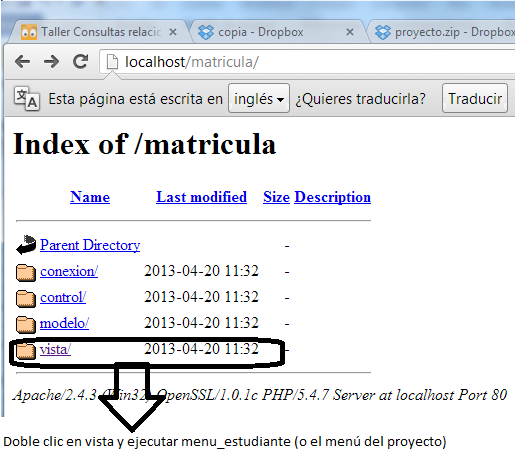 Taller Consultas relacio
copia - Dropbox
proyecto.zip - Dropbox
localhost/matricula/
Esta página está escrita en inglés ¿Quieres traducirla? Traducir
Index of /matricula
Name Last modified Size Description
Parent Directory -
conexion/ 2013-04-20 11:32 -
control/ 2013-04-20 11:32 -
modelo/ 2013-04-20 11:32 -
vista/ 2013-04-20 11:32 -
Apache/2.4.3 (Win32) OpenSSL/1.0.1c PHP/5.4.7 Server at localhost Port 80
Doble clic en vista y ejecutar menu_estudiante (o el menú del proyecto)